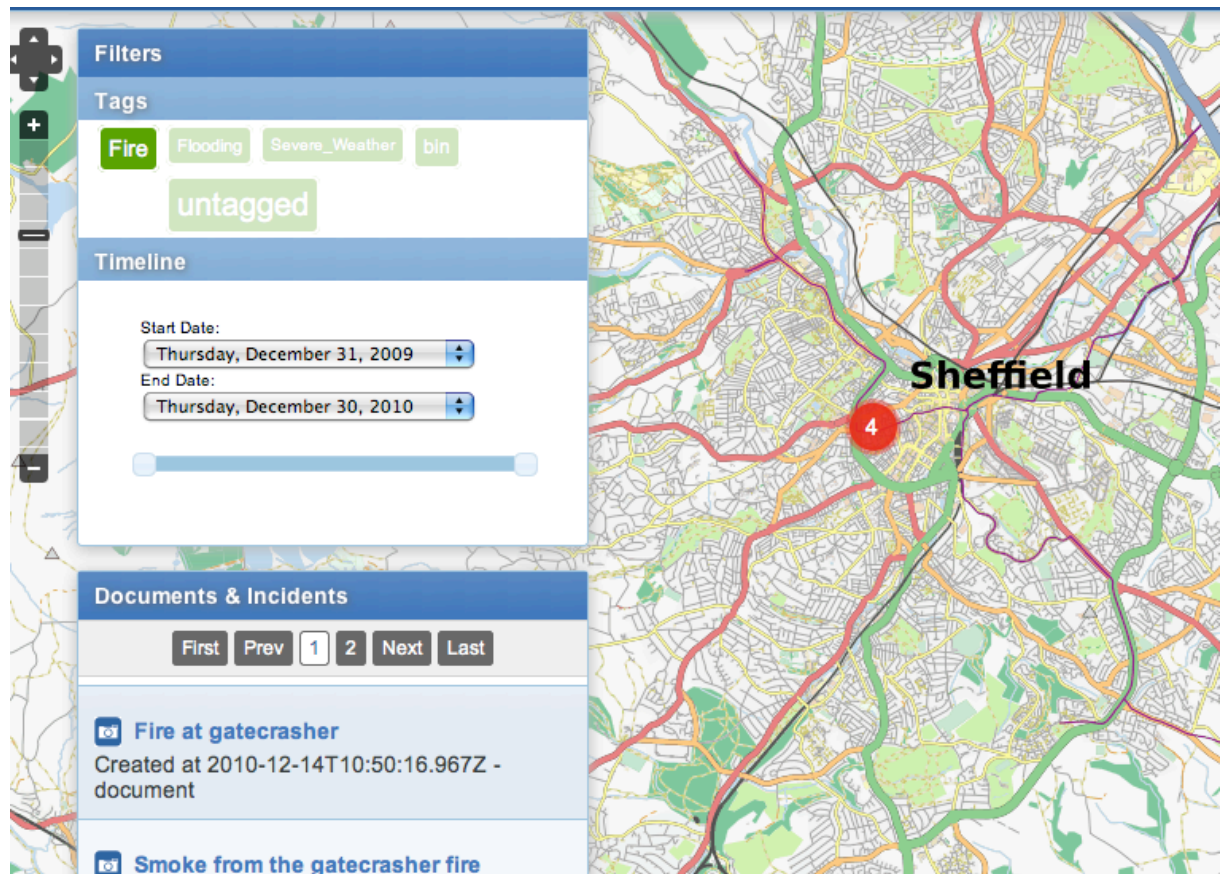 Filters
Tags
Fire Flooding Severe_Weather bin
untagged
Timeline
Start Date:
Thursday, December 31, 2009
End Date:
Thursday, December 30, 2010
Documents & Incidents
First Prev 1 2 Next Last
Fire at gatecrasher
Created at 2010-12-14T10:50:16.967Z -
document
Smoke from the gatecrasher fire
Sheffield
4